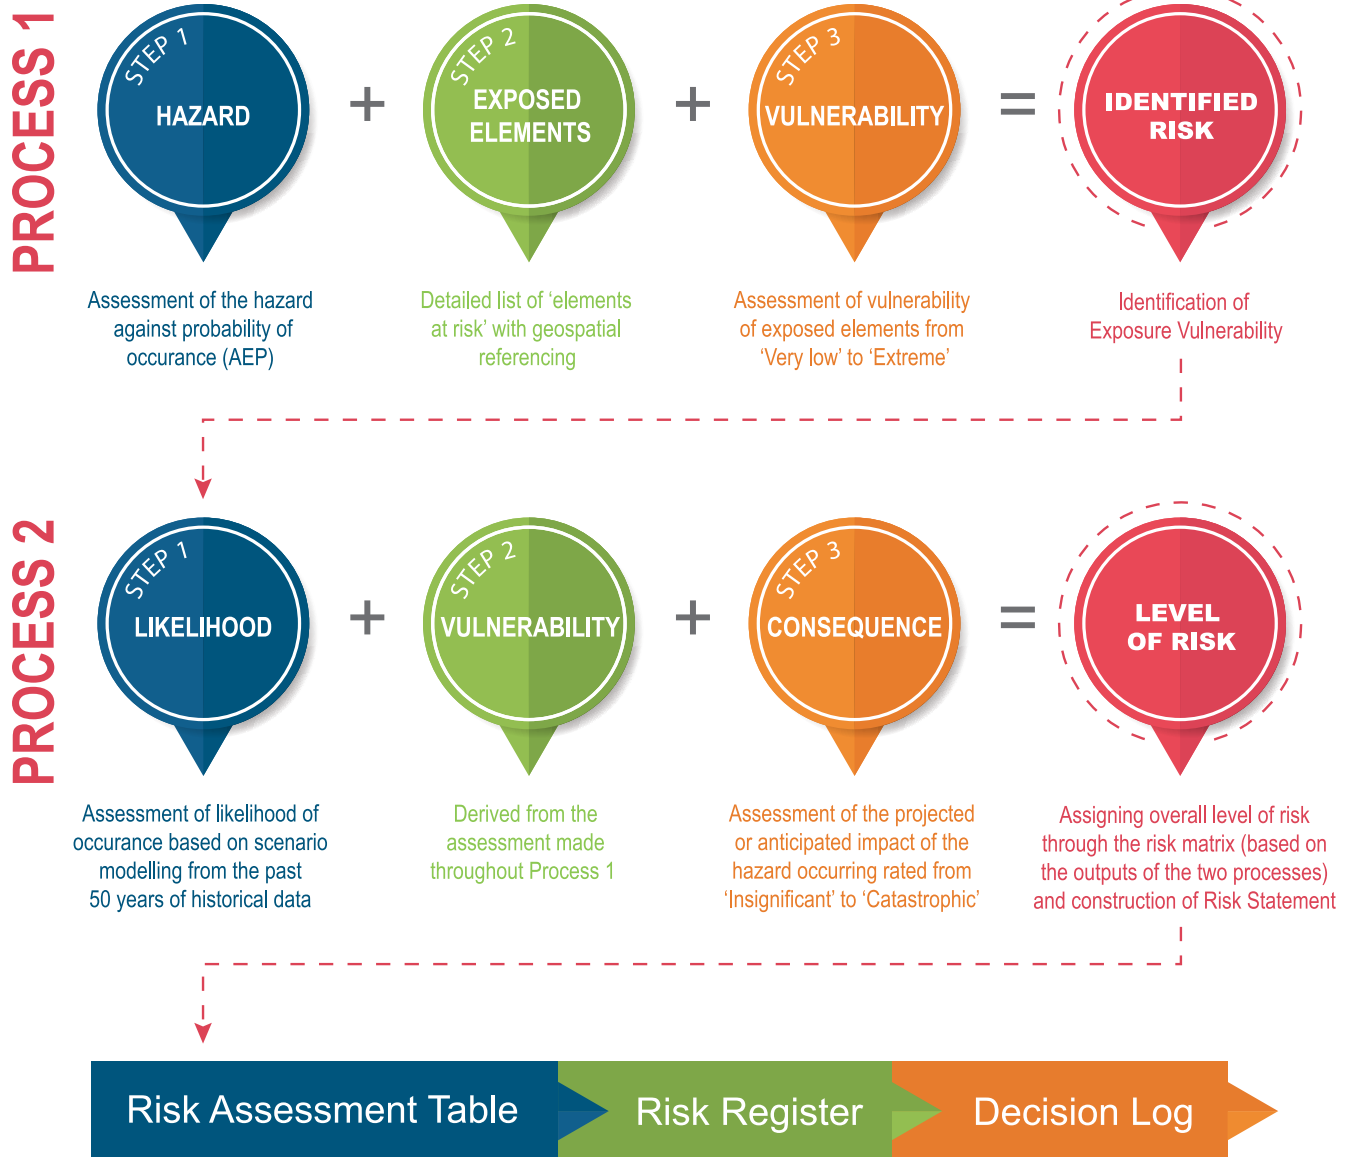 PROCESS 1
STEP 1
HAZARD
+
STEP 2
EXPOSED
ELEMENTS
+
STEP 3
VULNERABILITY
=
IDENTIFIED
RISK
Assessment of the hazard
against probability of
occurance (AEP)
Detailed list of ‘elements
at risk’ with geospatial
referencing
Assessment of vulnerability
of exposed elements from
‘Very low’ to ‘Extreme’
Identification of
Exposure Vulnerability
PROCESS 2
STEP 1
LIKELIHOOD
+
STEP 2
VULNERABILITY
+
STEP 3
CONSEQUENCE
=
LEVEL
OF RISK
Assessment of likelihood of
occurance based on scenario
modelling from the past
50 years of historical data
Derived from the
assessment made
throughout Process 1
Assessment of the projected
or anticipated impact of the
hazard occurring rated from
‘Insignificant’ to ‘Catastrophic’
Assigning overall level of risk
through the risk matrix (based on
the outputs of the two processes)
and construction of Risk Statement
Risk Assessment Table
Risk Register
Decision Log